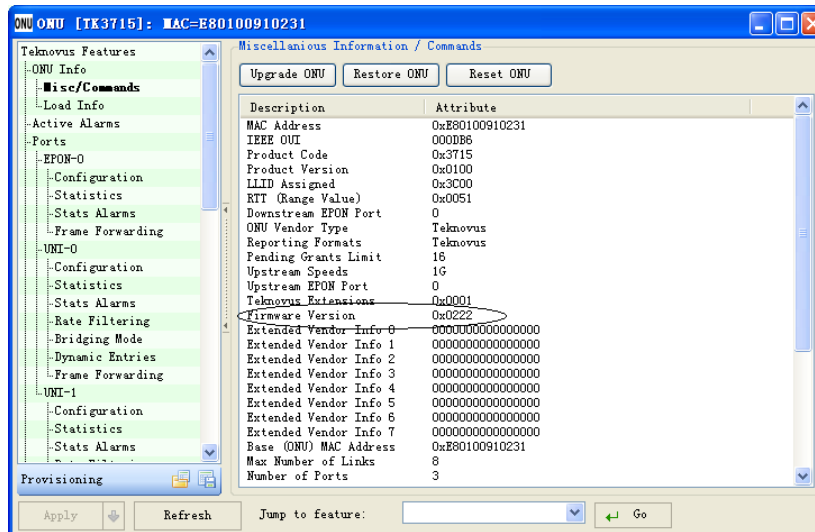 ONU ONU [TK3715]: MAC=E80100910231
Teknovus Features
ONU Info
Misc/Commands
Load Info
Active Alarms
Ports
EPON-0
Configuration
Statistics
Stats Alarms
Frame Forwarding
UNI-0
Configuration
Statistics
Stats Alarms
Rate Filtering
Bridging Mode
Dynamic Entries
Frame Forwarding
UNI-1
Configuration
Statistics
Stats Alarms
Provisioning
Miscellanious Information / Commands
Upgrade ONU Restore ONU Reset ONU
Description Attribute
MAC Address 0xE80100910231
IEEE OUI 000DB6
Product Code 0x3715
Product Version 0x0100
LLID Assigned 0x3C00
RTT (Range Value) 0x0051
Downstream EPON Port 0
ONU Vendor Type Teknovus
Reporting Formats Teknovus
Pending Grants Limit 16
Upstream Speeds 1G
Upstream EPON Port 0
Teknovus Extensions 0x0001
Firmware Version 0x0222
Extended Vendor Info 0 0000000000000000
Extended Vendor Info 1 0000000000000000
Extended Vendor Info 2 0000000000000000
Extended Vendor Info 3 0000000000000000
Extended Vendor Info 4 0000000000000000
Extended Vendor Info 5 0000000000000000
Extended Vendor Info 6 0000000000000000
Extended Vendor Info 7 0000000000000000
Base (ONU) MAC Address 0xE80100910231
Max Number of Links 8
Number of Ports 3
Apply Refresh Jump to feature: Go